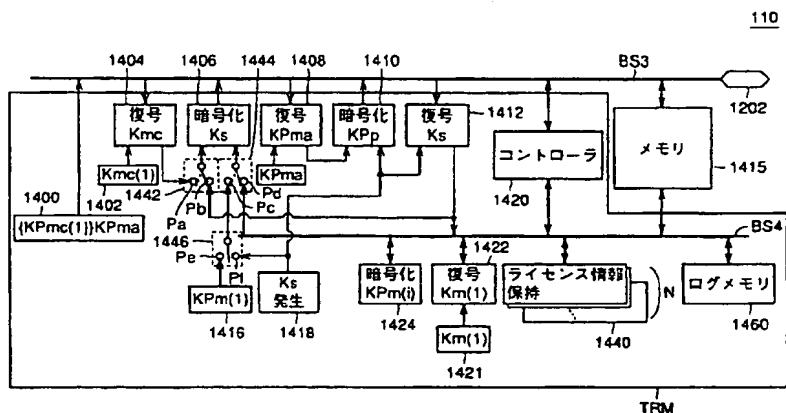 110
1404
1406
1444
1408
1410
BS3
1202
復号
Kmc
暗号化
Ks
復号
KPma
暗号化
KPp
復号
Ks
1412
Kmc(1)
KPma
コントローラ
1420
メモリ
1415
1442
1402
1400
Pa
Pb
Pc
Pd
{KPmc(1)}KPma
1446
Pe
Pf
BS4
1422
KPm(1)
1416
Ks
発生
1418
暗号化
KPm(i)
1424
復号
Km(1)
Km(1)
1421
ライセンス情報
保持
N
1440
ログメモリ
1460
TRM